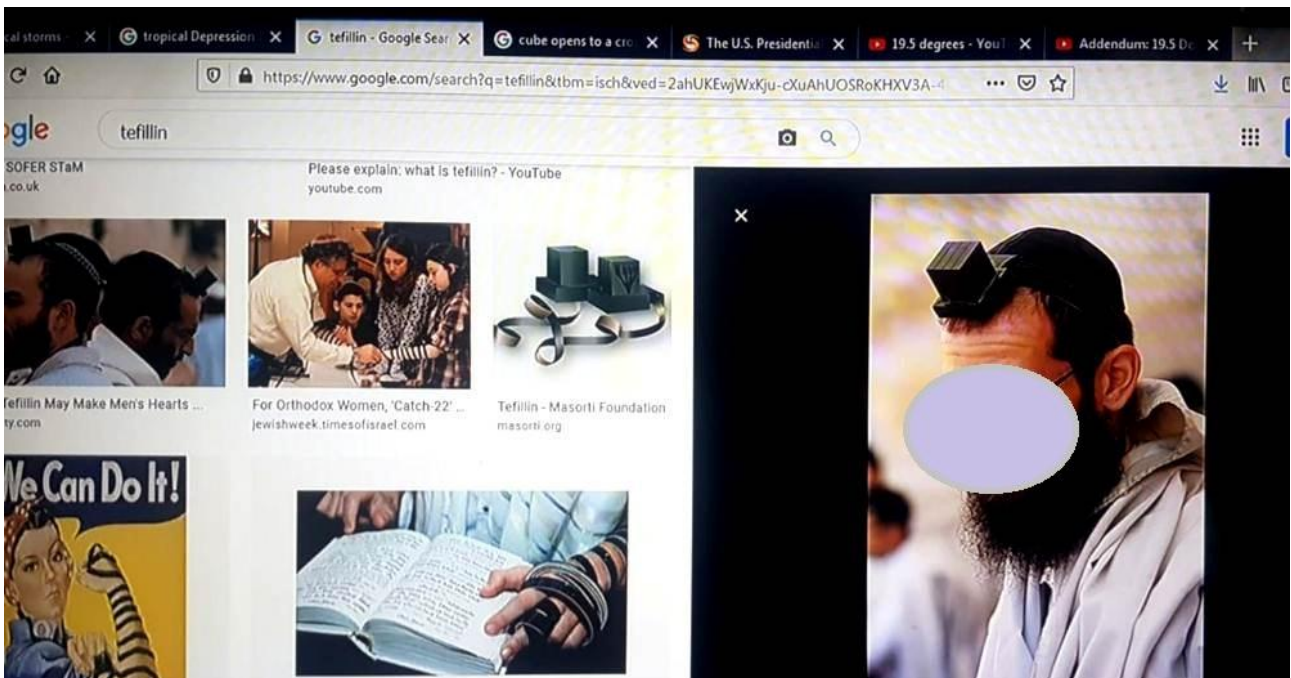 cal storms -
tropical Depression
tefillin - Google Sear
cube opens to a cro
The U.S. Presidentia
19.5 degrees - YouT
Addendum: 19.5 De
https://www.google.com/search?q=tefillin&tbm=isch&ved=2ahUKEwjWxKju-cXuAhUOSRoKHXV3A-4
ogle
tefillin
SOFER STaM
.co.uk
Please explain: what is tefillin? - YouTube
youtube.com
Tefillin May Make Men's Hearts ...
ty.com
For Orthodox Women, 'Catch-22' ...
jewishweek.timesofisrael.com
Tefillin - Masorti Foundation
masorti.org
We Can Do It!